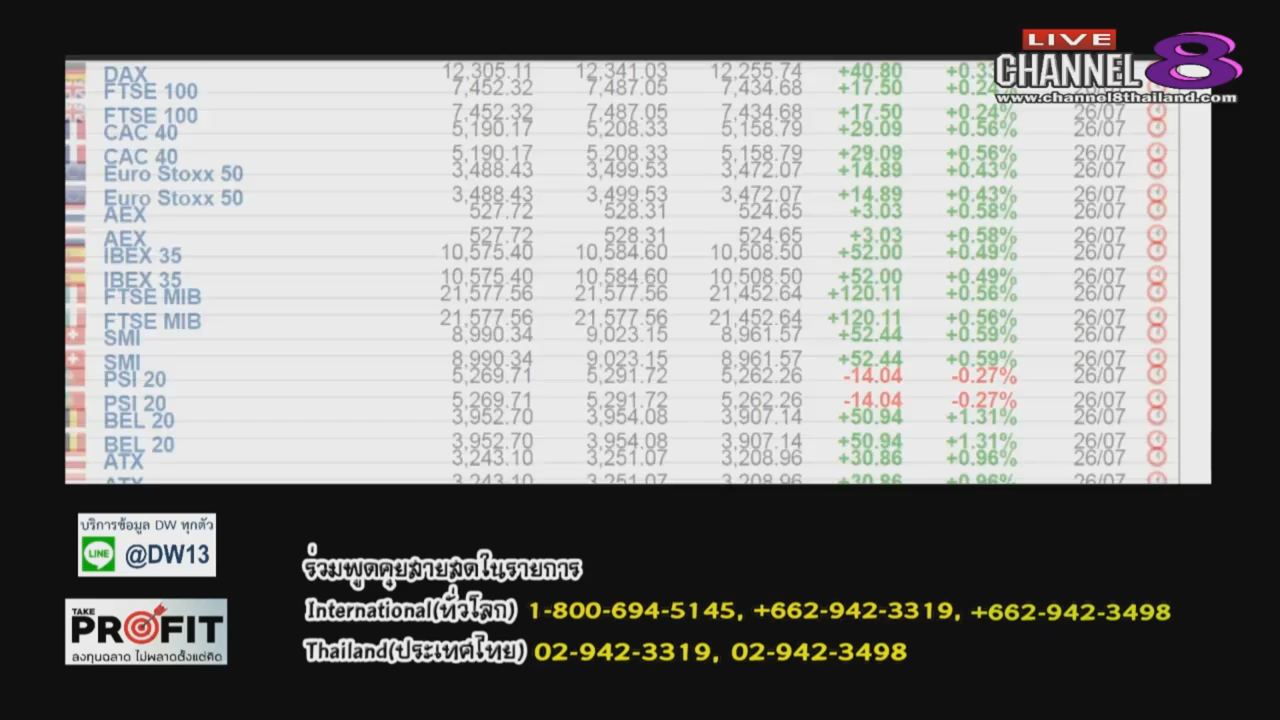 LIVE
CHANNEL 8
www.channel8thailand.com
DAX 12,305.11 12,341.03 12,255.74 +40.80
FTSE 100 7,452.32 7,487.05 7,434.68 +17.50 +0.24%
FTSE 100 7,452.32 7,487.05 7,434.68 +17.50 +0.24% 26/07
CAC 40 5,190.17 5,208.33 5,158.79 +29.09 +0.56% 26/07
CAC 40 5,190.17 5,208.33 5,158.79 +29.09 +0.56% 26/07
Euro Stoxx 50 3,488.43 3,499.53 3,472.07 +14.89 +0.43% 26/07
Euro Stoxx 50 3,488.43 3,499.53 3,472.07 +14.89 +0.43% 26/07
AEX 527.72 528.31 524.65 +3.03 +0.58% 26/07
AEX 527.72 528.31 524.65 +3.03 +0.58% 26/07
IBEX 35 10,575.40 10,584.60 10,508.50 +52.00 +0.49% 26/07
IBEX 35 10,575.40 10,584.60 10,508.50 +52.00 +0.49% 26/07
FTSE MIB 21,577.56 21,577.56 21,452.64 +120.11 +0.56% 26/07
FTSE MIB 21,577.56 21,577.56 21,452.64 +120.11 +0.56% 26/07
SMI 8,990.34 9,023.15 8,961.57 +52.44 +0.59% 26/07
SMI 8,990.34 9,023.15 8,961.57 +52.44 +0.59% 26/07
PSI 20 5,269.71 5,291.72 5,262.26 -14.04 -0.27% 26/07
PSI 20 5,269.71 5,291.72 5,262.26 -14.04 -0.27% 26/07
BEL 20 3,952.70 3,954.08 3,907.14 +50.94 +1.31% 26/07
BEL 20 3,952.70 3,954.08 3,907.14 +50.94 +1.31% 26/07
ATX 3,243.10 3,251.07 3,208.96 +30.86 +0.96% 26/07
ATX 3,243.10 3,251.07 3,208.96 +30.86 +0.96% 26/07
บริการข้อมูล DW ทุกตัว
LINE @DW13
TAKE
PROFIT
ลงทุนฉลาด ไม่พลาดตั้งแต่คิด
ร่วมพูดคุยสายสดในรายการ
International(ทั่วโลก) 1-800-694-5145, +662-942-3319, +662-942-3498
Thailand(ประเทศไทย) 02-942-3319, 02-942-3498